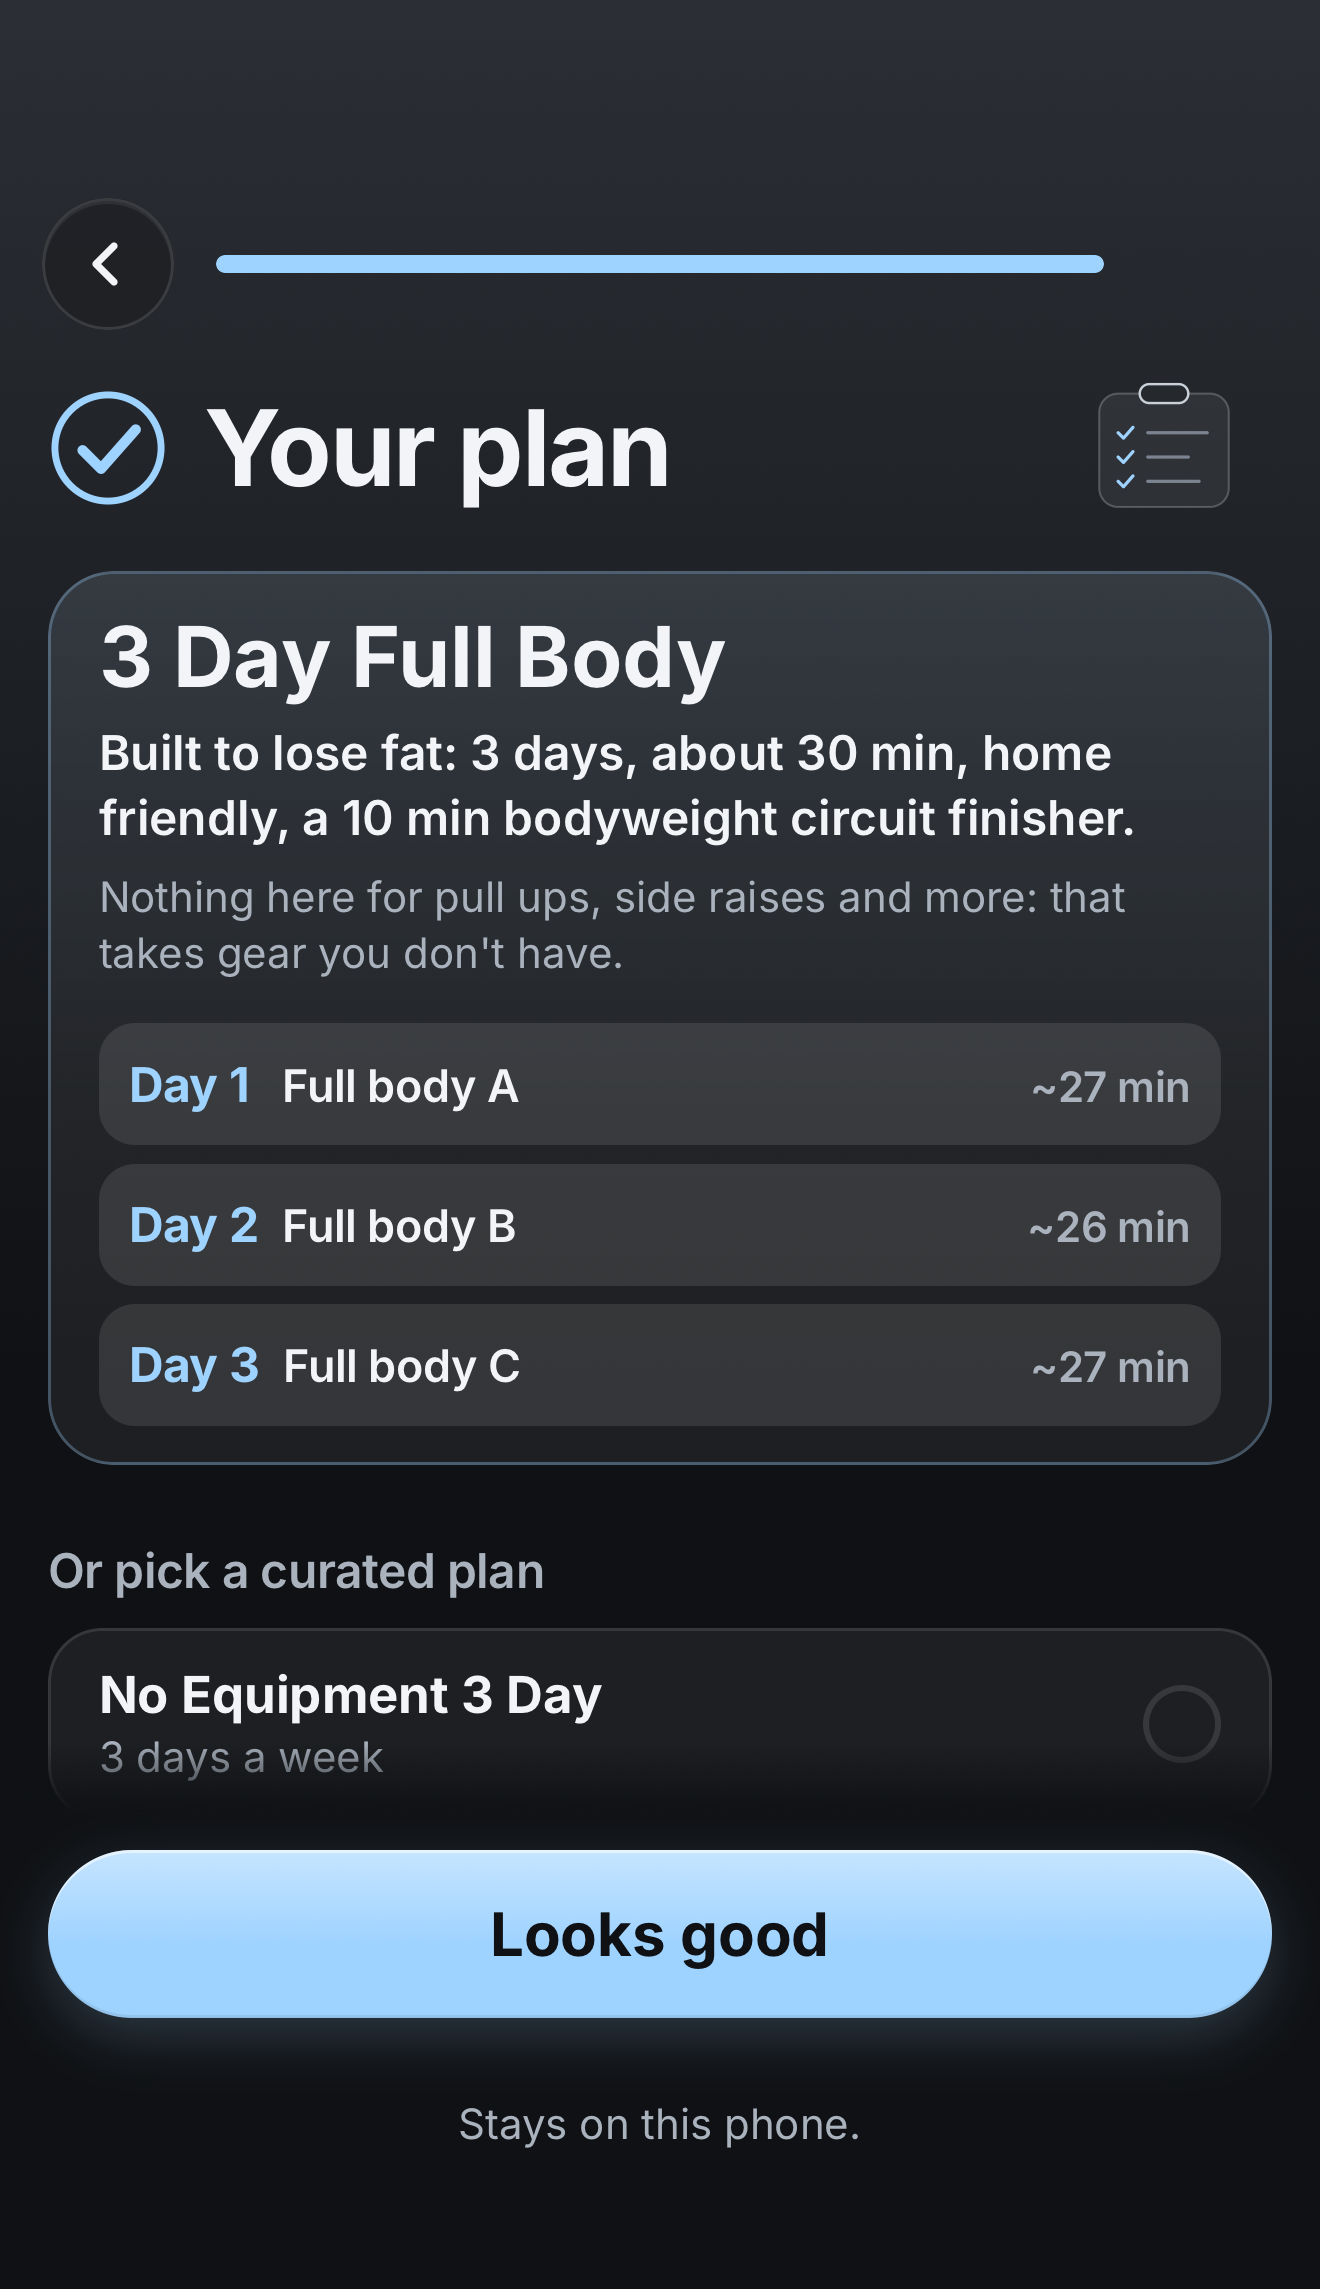 Your plan
3 Day Full Body
Built to lose fat: 3 days, about 30 min, home
friendly, a 10 min bodyweight circuit finisher.
Nothing here for pull ups, side raises and more: that
takes gear you don't have.
Day 1 Full body A ~27 min
Day 2 Full body B ~26 min
Day 3 Full body C ~27 min
Or pick a curated plan
No Equipment 3 Day
3 days a week
Looks good
Stays on this phone.